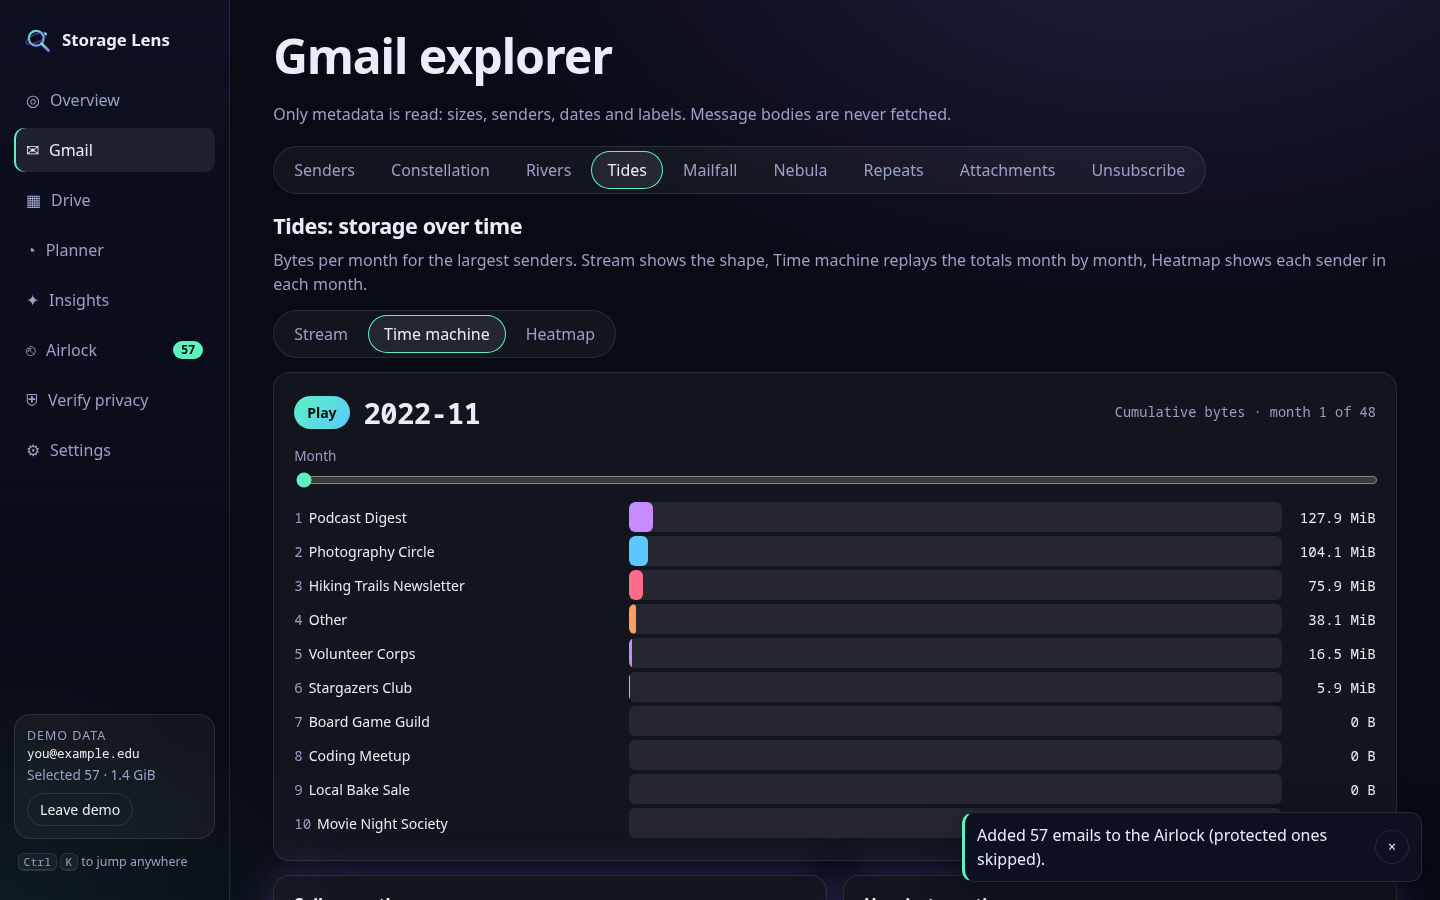 Storage Lens
Overview
Gmail
Drive
Planner
Insights
Airlock 57
Verify privacy
Settings
DEMO DATA
you@example.edu
Selected 57 · 1.4 GiB
Leave demo
Ctrl K to jump anywhere
Gmail explorer
Only metadata is read: sizes, senders, dates and labels. Message bodies are never fetched.
Senders Constellation Rivers Tides Mailfall Nebula Repeats Attachments Unsubscribe
Tides: storage over time
Bytes per month for the largest senders. Stream shows the shape, Time machine replays the totals month by month, Heatmap shows each sender in
each month.
Stream Time machine Heatmap
Play 2022-11 Cumulative bytes · month 1 of 48
Month
1 Podcast Digest 127.9 MiB
2 Photography Circle 104.1 MiB
3 Hiking Trails Newsletter 75.9 MiB
4 Other 38.1 MiB
5 Volunteer Corps 16.5 MiB
6 Stargazers Club 5.9 MiB
7 Board Game Guild 0 B
8 Coding Meetup 0 B
9 Local Bake Sale 0 B
10 Movie Night Society
Added 57 emails to the Airlock (protected ones
skipped).
×